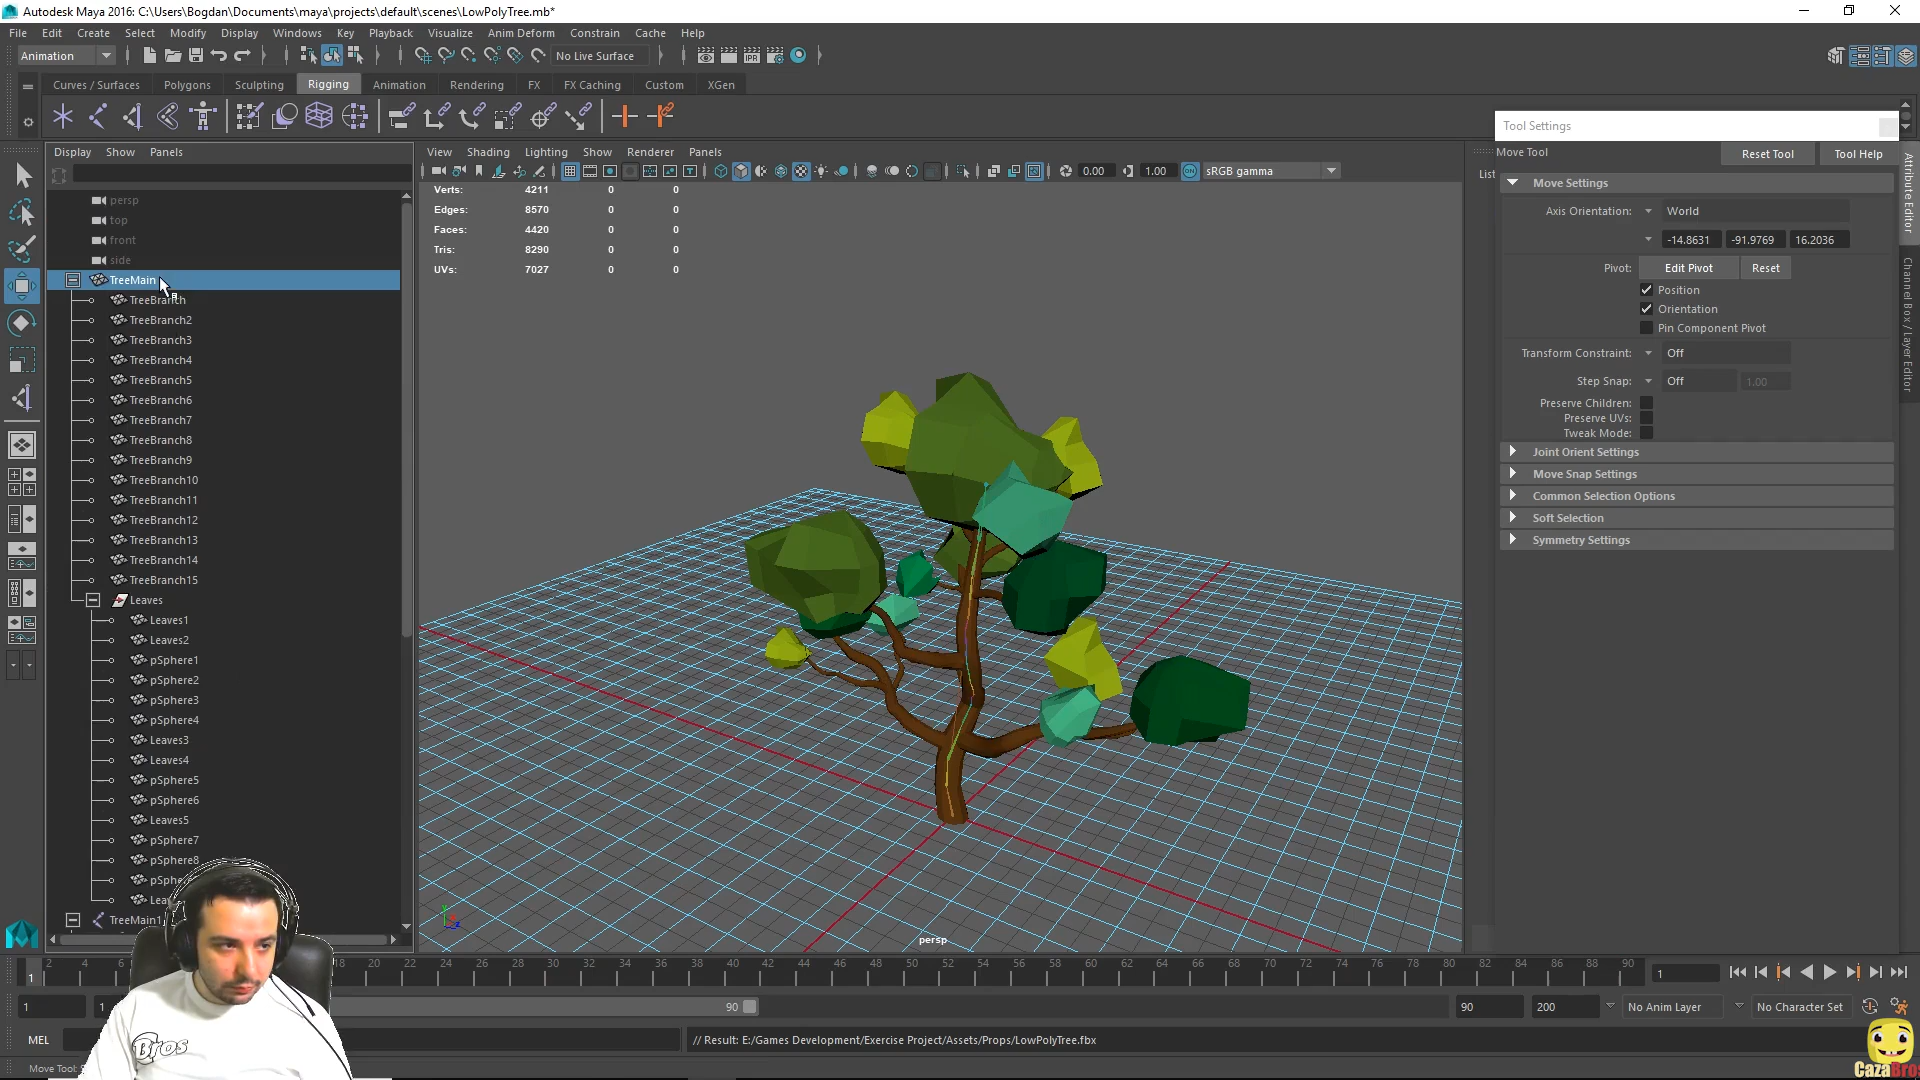 Autodesk Maya 2016: C:\Users\Bogdan\Documents\maya\projects\default\scenes\LowPolyTree.mb*
File Edit Create Select Modify Display Windows Key Playback Visualize Anim Deform Constrain Cache Help
Animation No Live Surface IPR
Curves / Surfaces Polygons Sculpting Rigging Animation Rendering FX FX Caching Custom XGen
Tool Settings
Display Show Panels
View Shading Lighting Show Renderer Panels
0.00 1.00 ON sRGB gamma
Move Tool Reset Tool Tool Help
List
Move Settings
Axis Orientation: World
-14.8631 -91.9769 16.2036
Pivot: Edit Pivot Reset
Position
Orientation
Pin Component Pivot
Transform Constraint: Off
Step Snap: Off 1.00
Preserve Children:
Preserve UVs:
Tweak Mode:
Joint Orient Settings
Move Snap Settings
Common Selection Options
Soft Selection
Symmetry Settings
Attribute Editor
Channel Box / Layer Editor
Verts: 4211 0 0
Edges: 8570 0 0
Faces: 4420 0 0
Tris: 8290 0 0
UVs: 7027 0 0
persp
top
front
side
TreeMain
TreeBranch
TreeBranch2
TreeBranch3
TreeBranch4
TreeBranch5
TreeBranch6
TreeBranch7
TreeBranch8
TreeBranch9
TreeBranch10
TreeBranch11
TreeBranch12
TreeBranch13
TreeBranch14
TreeBranch15
Leaves
Leaves1
Leaves2
pSphere1
pSphere2
pSphere3
pSphere4
Leaves3
Leaves4
pSphere5
pSphere6
Leaves5
pSphere7
pSphere8
TreeMain1
persp
1 2 4 6 18 20 22 24 26 28 30 32 34 36 38 40 42 44 46 48 50 52 54 56 58 60 62 64 66 68 70 72 74 76 78 80 82 84 86 88 90 1
1 1 90 90 200 No Anim Layer No Character Set
MEL // Result: E:/Games Development/Exercise Project/Assets/Props/LowPolyTree.fbx
Move Tool:
Bros
CazaBros